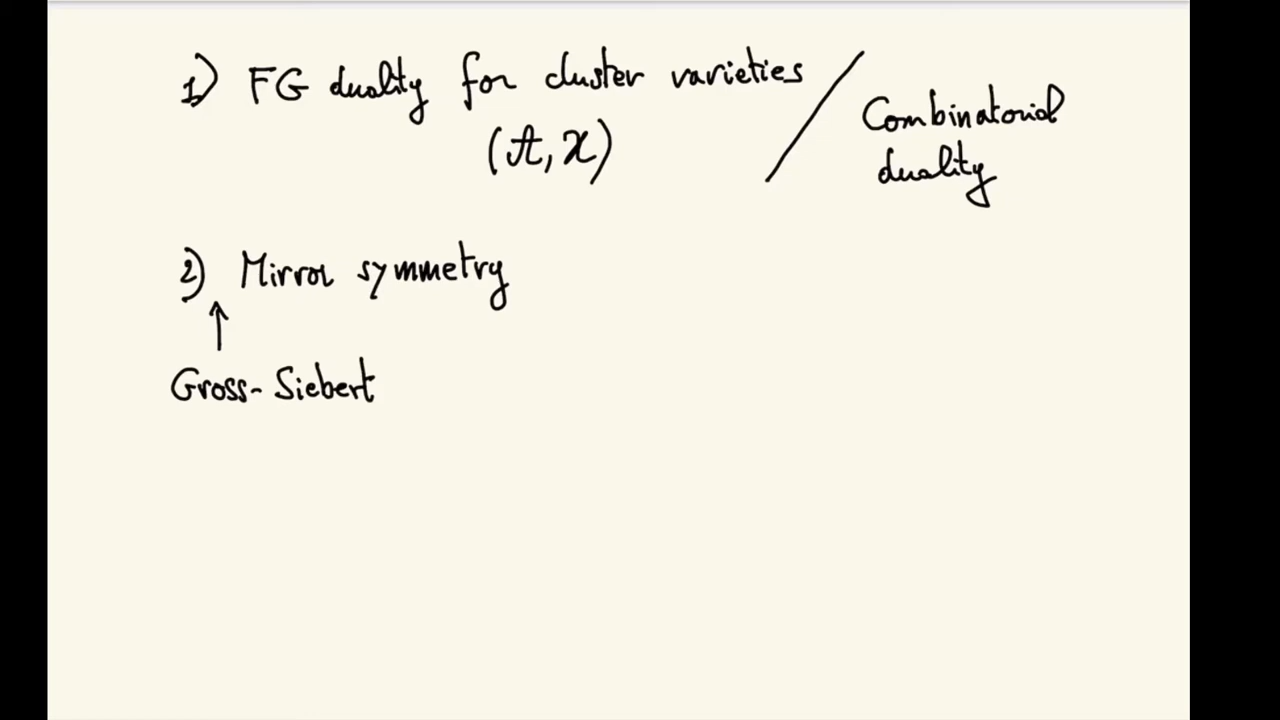 1) FG duality for cluster varieties
(A, X)
/ Combinatorial
duality
2) Mirror symmetry
↑
Gross-Siebert